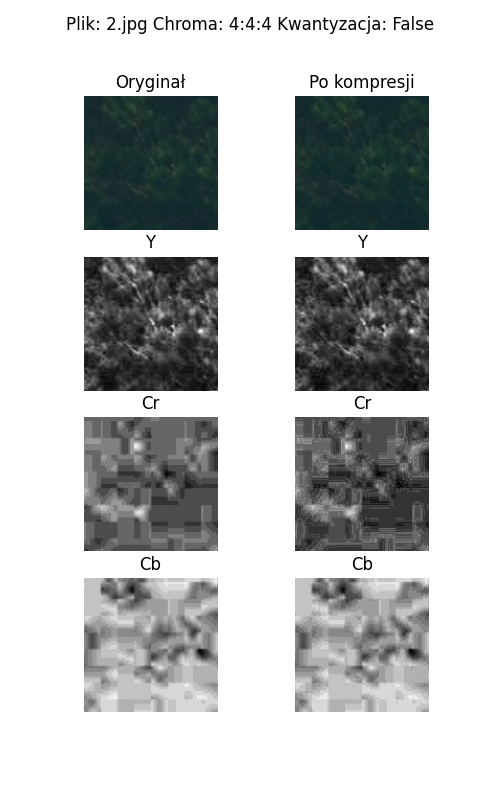 Plik: 2.jpg Chroma: 4:4:4 Kwantyzacja: False
Oryginał
Po kompresji
Y
Y
Cr
Cr
Cb
Cb